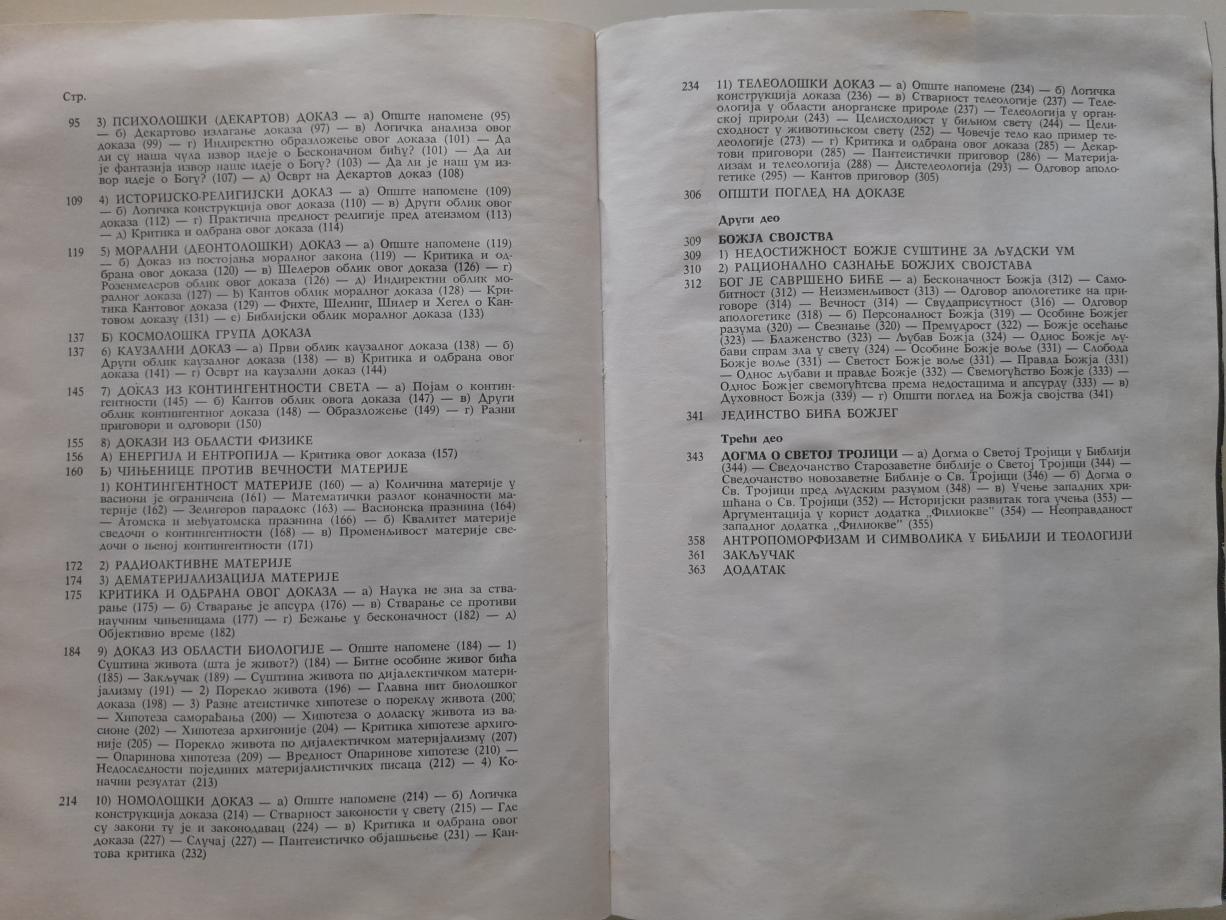 Стр.
95 3) ПСИХОЛОШКИ (ДЕКАРТОВ) ДОКАЗ — а) Опште напомене (95)
— б) Декартово излагање доказа (97) — в) Логичка анализа овог
доказа (99) — г) Индиректно образложење овог доказа (101) — Да
ли су наша чула извор идеје о Бесконачном бићу? (101) — Да ли
је фантазија извор наше идеје о Богу? (103) — Да ли је наш ум из-
вор идеје о Богу? (107) — д) Осврт на Декартов доказ (108)
109 4) ИСТОРИЈСКО-РЕЛИГИЈСКИ ДОКАЗ — а) Опште напомене (109)
— б) Логичка конструкција овог доказа (110) — в) Други облик овог
доказа (112) — г) Практична предност религије пред атеизмом (113)
— д) Критика и одбрана овог доказа (114)
119 5) МОРАЛНИ (ДЕОНТОЛОШКИ) ДОКАЗ — а) Опште напомене (119)
— б) Доказ из постојања моралног закона (119) — Критика и од-
брана овог доказа (120) — в) Шелеров облик овог доказа (126) — г)
Розенмелеров облик овог доказа (126) — д) Индиректни облик мо-
ралног доказа (127) — ђ) Кантов облик моралног доказа (128) — Кри-
тика Кантовог доказа (129) — Фихте, Шелинг, Шилер и Хегел о Кан-
товом доказу (131) — е) Библијски облик моралног доказа (133)
137 Б) КОСМОЛОШКА ГРУПА ДОКАЗА
137 6) КАУЗАЛНИ ДОКАЗ — а) Први облик каузалног доказа (138) — б)
Други облик каузалног доказа (138) — в) Критика и одбрана овог
доказа (141) — г) Осврт на каузални доказ (144)
145 7) ДОКАЗ ИЗ КОНТИНГЕНТНОСТИ СВЕТА — а) Појам о контин-
гентности (145) — б) Кантов облик овога доказа (147) — в) Други
облик контингентног доказа (148) — Образложење (149) — г) Разни
приговори и одговори (150)
155 8) ДОКАЗИ ИЗ ОБЛАСТИ ФИЗИКЕ
156 А) ЕНЕРГИЈА И ЕНТРОПИЈА — Критика овог доказа (157)
160 Б) ЧИЊЕНИЦЕ ПРОТИВ ВЕЧНОСТИ МАТЕРИЈЕ
1) КОНТИНГЕНТНОСТ МАТЕРИЈЕ (160) — а) Количина материје у
васиони је ограничена (161) — Математички разлог коначности ма-
терије (162) — Зелигоров парадокс (163) — Васионска празнина (164)
— Атомска и међуатомска празнина (166) — б) Квалитет материје
сведочи о контингентности (168) — в) Променљивост материје све-
дочи о њеној контингентности (171)
172 2) РАДИОАКТИВНЕ МАТЕРИЈЕ
174 3) ДЕМАТЕРИЈАЛИЗАЦИЈА МАТЕРИЈЕ
175 КРИТИКА И ОДБРАНА ОВОГ ДОКАЗА — а) Наука не зна за ства-
рање (175) — б) Стварање је апсурд (176) — в) Стварање се противи
научним чињеницама (177) — г) Бежање у бесконачност (182) — д)
Објективно време (182)
184 9) ДОКАЗ ИЗ ОБЛАСТИ БИОЛОГИЈЕ — Опште напомене (184) — 1)
Суштина живота (шта је живот?) (184) — Битне особине живог бића
(185) — Закључак (189) — Суштина живота по дијалектичком матери-
јализму (191) — 2) Порекло живота (196) — Главна нит биолошког
доказа (198) — 3) Разне атеистичке хипотезе о пореклу живота (200)
— Хипотеза самораћања (200) — Хипотеза о доласку живота из ва-
сионе (202) — Хипотеза архигоније (204) — Критика хипотезе архиго-
није (205) — Порекло живота по дијалектичком материјализму (207)
— Опаринова хипотеза (209) — Вредност Опаринове хипотезе (210) —
Недоследности појединих материјалистичких писаца (212) — 4) Ко-
начни резултат (213)
214 10) НОМОЛОШКИ ДОКАЗ — а) Опште напомене (214) — б) Логичка
конструкција доказа (214) — Стварност законости у свету (215) — Где
су закони ту је и законодавац (224) — в) Критика и одбрана овог
доказа (227) — Случај (227) — Пантеистичко објашњење (231) — Кан-
това критика (232)
234 11) ТЕЛЕОЛОШКИ ДОКАЗ — а) Опште напомене (234) — б) Логичка
конструкција доказа (236) — в) Стварност телеологије (237) — Теле-
ологија у области анорганске природе (237) — Телеологија у орган-
ској природи (243) — Целисходност у биљном свету (244) — Цели-
сходност у животињском свету (252) — Човечје тело као пример те-
леологије (273) — г) Критика и одбрана овог доказа (285) — Декар-
тови приговори (285) — Пантеистички приговор (286) — Материја-
лизам и телеологија (288) — Дистелеологија (293) — Одговор аполо-
гетике (295) — Кантов приговор (305)
306 ОПШТИ ПОГЛЕД НА ДОКАЗЕ
Други део
309 БОЖЈА СВОЈСТВА
309 1) НЕДОСТИЖНОСТ БОЖЈЕ СУШТИНЕ ЗА ЉУДСКИ УМ
310 2) РАЦИОНАЛНО САЗНАЊЕ БОЖЈИХ СВОЈСТАВА
312 БОГ ЈЕ САВРШЕНО БИЋЕ — а) Бесконачност Божја (312) — Само-
битност (312) — Неизменљивост (313) — Одговор апологетике на при-
говоре (314) — Вечност (314) — Свудаприсутност (316) — Одговор
апологетике (318) — б) Персоналност Божја (319) — Особине Божјег
разума (320) — Свезнање (320) — Премудрост (322) — Божје осећање
(323) — Блаженство (323) — Љубав Божја (324) — Однос Божје љу-
бави спрам зла у свету (324) — Особине Божје воље (331) — Слобода
Божје воље (331) — Светост Божје воље (331) — Правда Божја (331)
— Однос љубави и правде Божје (332) — Свемогућство Божје (333) —
Однос Божјег свемогућтсва према недостацима и апсурду (333) — в)
Духовност Божја (339) — г) Општи поглед на Божја својства (341)
341 ЈЕДИНСТВО БИЋА БОЖЈЕГ
Трећи део
343 ДОГМА О СВЕТОЈ ТРОЈИЦИ — а) Догма о Светој Тројици у Библији
(344) — Сведочанство Старозаветне библије о Светој Тројици (344) —
Сведочанство новозаветне Библије о Св. Тројици (346) — б) Догма о
Св. Тројици пред људским разумом (348) — в) Учење западних хри-
шћана о Св. Тројици (352) — Историјски развитак тога учења (353) —
Аргументација у корист додатка „Филиокве" (354) — Неоправданост
западног додатка „Филиокве" (355)
358 АНТРОПОМОРФИЗАМ И СИМВОЛИКА У БИБЛИЈИ И ТЕОЛОГИЈИ
361 ЗАКЉУЧАК
363 ДОДАТАК